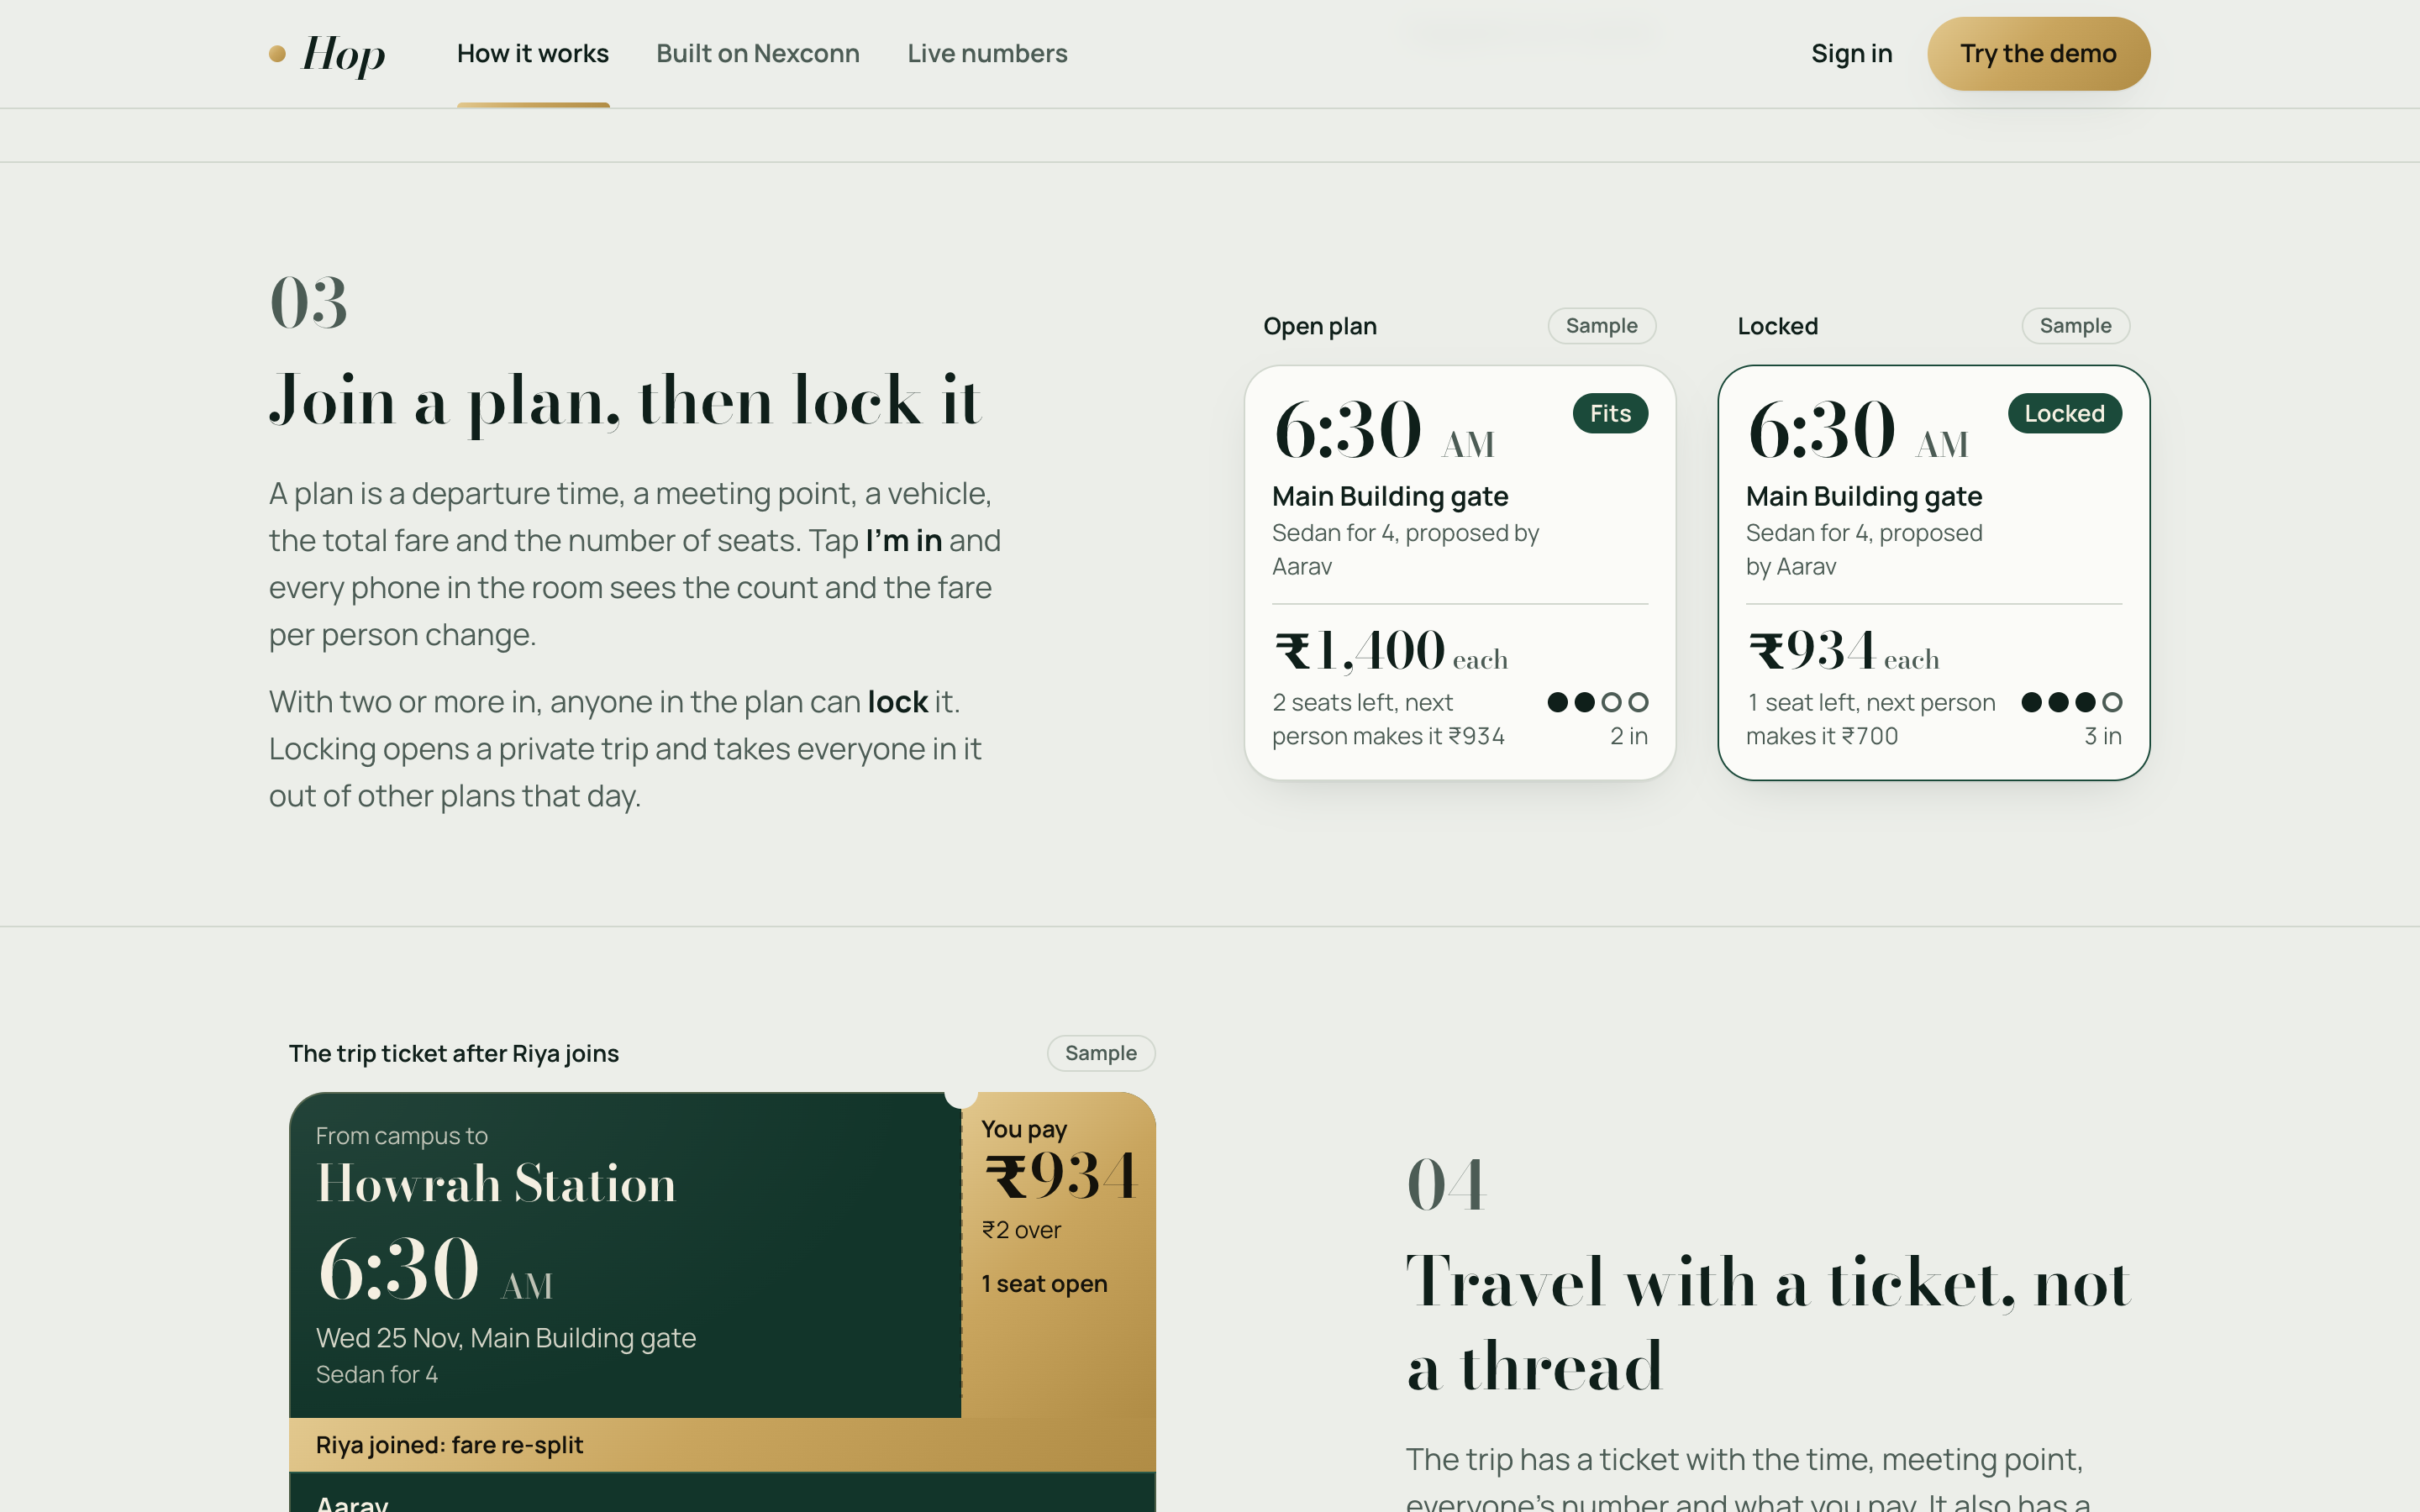 Hop
How it works
Built on Nexconn
Live numbers
Sign in
Try the demo
03
Join a plan, then lock it
A plan is a departure time, a meeting point, a vehicle,
the total fare and the number of seats. Tap I’m in and
every phone in the room sees the count and the fare
per person change.
With two or more in, anyone in the plan can lock it.
Locking opens a private trip and takes everyone in it
out of other plans that day.
Open plan
Sample
6:30 AM
Fits
Main Building gate
Sedan for 4, proposed by
Aarav
₹1,400 each
2 seats left, next
person makes it ₹934
2 in
Locked
Sample
6:30 AM
Locked
Main Building gate
Sedan for 4, proposed
by Aarav
₹934 each
1 seat left, next person
makes it ₹700
3 in
The trip ticket after Riya joins
Sample
From campus to
Howrah Station
6:30 AM
Wed 25 Nov, Main Building gate
Sedan for 4
You pay
₹934
₹2 over
1 seat open
Riya joined: fare re-split
Aarav
04
Travel with a ticket, not
a thread
The trip has a ticket with the time, meeting point,
everyone’s number and what you pay. It also has a